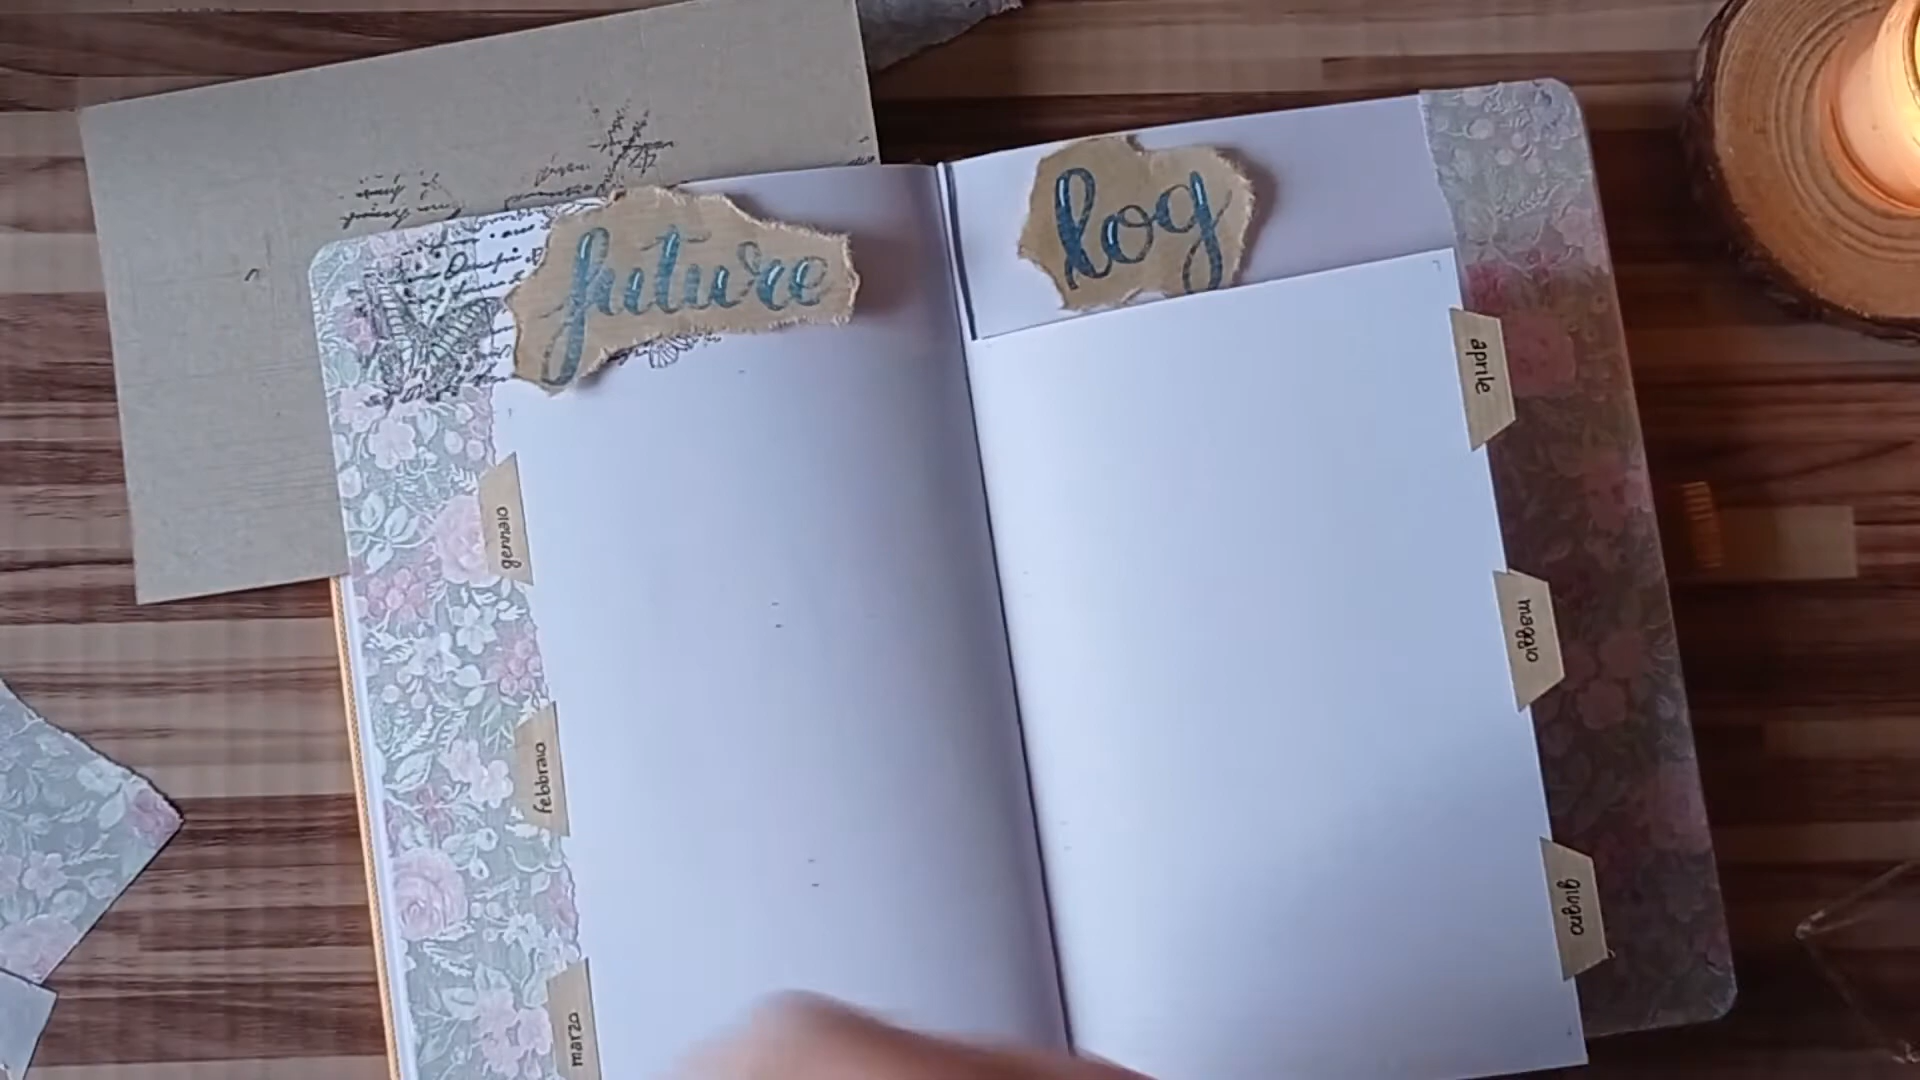 future
log
gennaio
febbraio
marzo
aprile
maggio
giugno